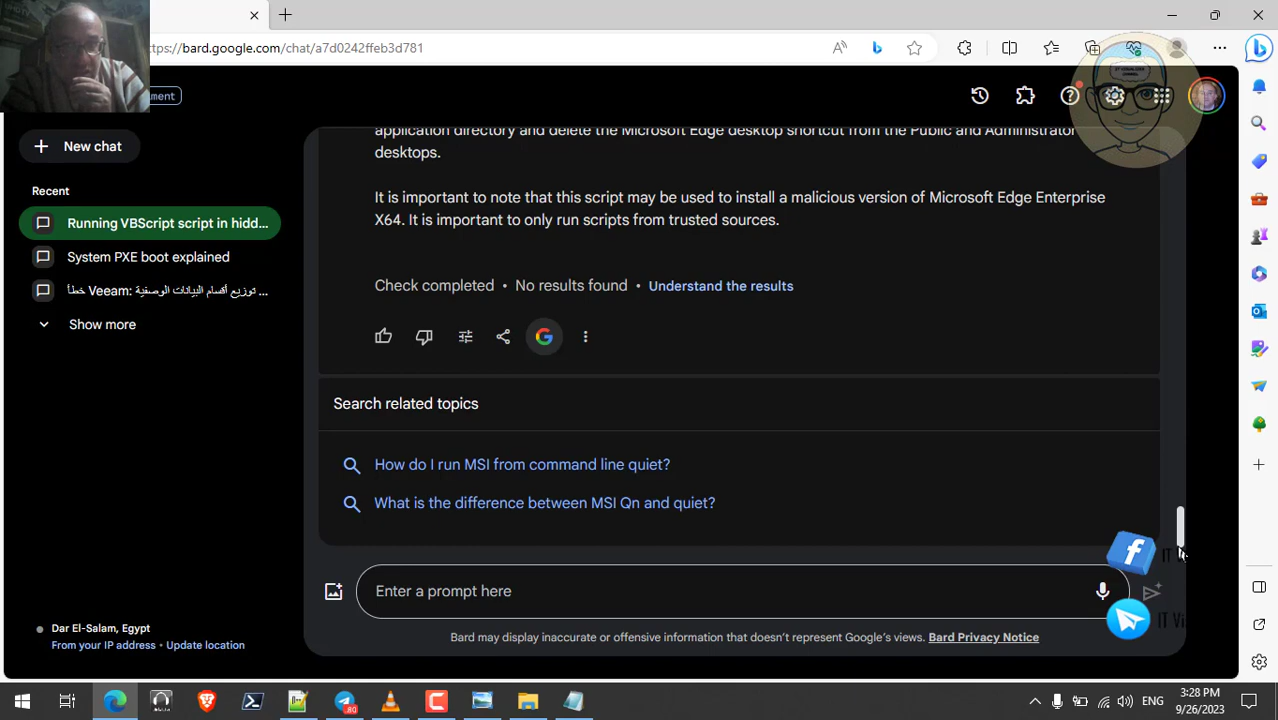 ttps://bard.google.com/chat/a7d0242ffeb3d781
ment
New chat
Recent
Running VBScript script in hidd...
System PXE boot explained
خطأ Veeam: توزيع أقسام البيانات الوصفية ...
Show more
Dar El-Salam, Egypt
From your IP address • Update location
application directory and delete the Microsoft Edge desktop shortcut from the Public and Administrator
desktops.
It is important to note that this script may be used to install a malicious version of Microsoft Edge Enterprise
X64. It is important to only run scripts from trusted sources.
Check completed • No results found • Understand the results
Search related topics
How do I run MSI from command line quiet?
What is the difference between MSI Qn and quiet?
Enter a prompt here
Bard may display inaccurate or offensive information that doesn't represent Google's views. Bard Privacy Notice
IT
IT Vi
80
ENG
3:28 PM
9/26/2023